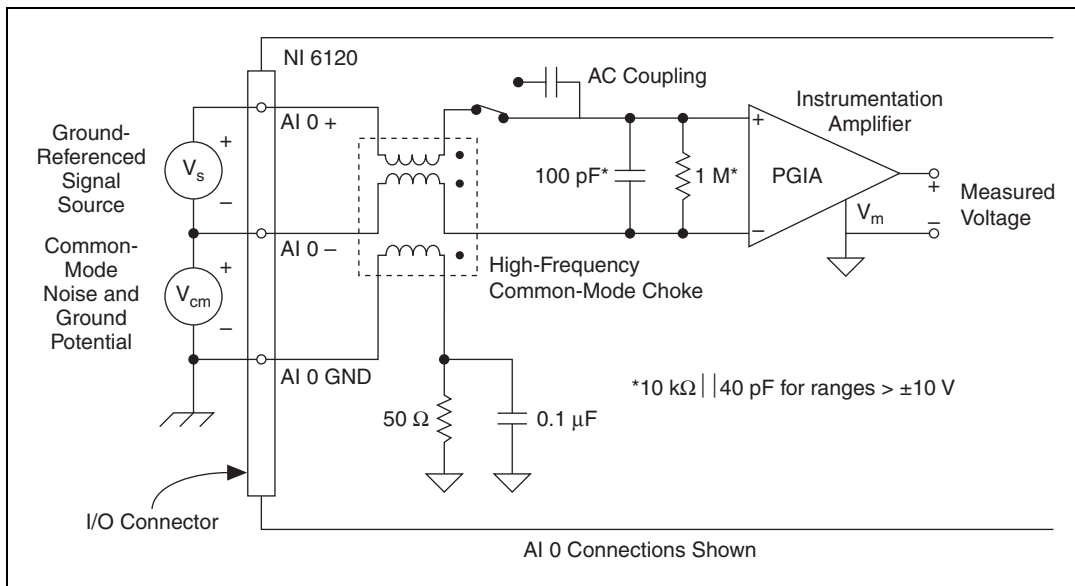 NI 6120
AC Coupling
Instrumentation
Amplifier
AI 0 +
Ground-
Referenced
Signal
Source
+
V_s
−
100 pF*
1 M*
+
PGIA
−
V_m
+
−
Measured
Voltage
AI 0 −
Common-
Mode
Noise and
Ground
Potential
+
V_cm
−
High-Frequency
Common-Mode Choke
AI 0 GND
50 Ω
0.1 µF
*10 kΩ||40 pF for ranges > ±10 V
I/O Connector
AI 0 Connections Shown